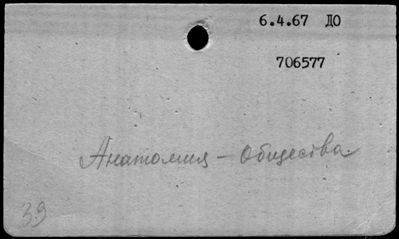 6.4.67 ДО
706577
Анатомия – Общества
39